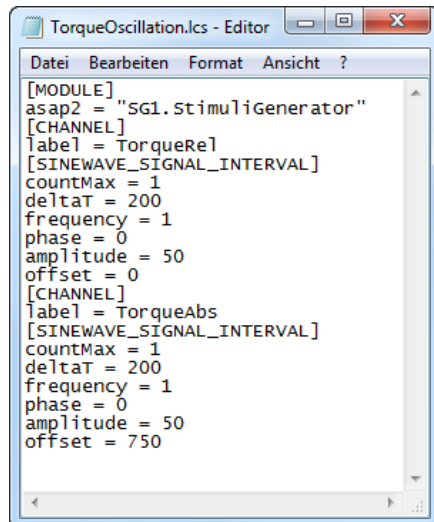 TorqueOscillation.lcs - Editor
Datei Bearbeiten Format Ansicht ?
[MODULE]
asap2 = "SG1.StimuliGenerator"
[CHANNEL]
label = TorqueRel
[SINEWAVE_SIGNAL_INTERVAL]
countMax = 1
deltaT = 200
frequency = 1
phase = 0
amplitude = 50
offset = 0
[CHANNEL]
label = TorqueAbs
[SINEWAVE_SIGNAL_INTERVAL]
countMax = 1
deltaT = 200
frequency = 1
phase = 0
amplitude = 50
offset = 750